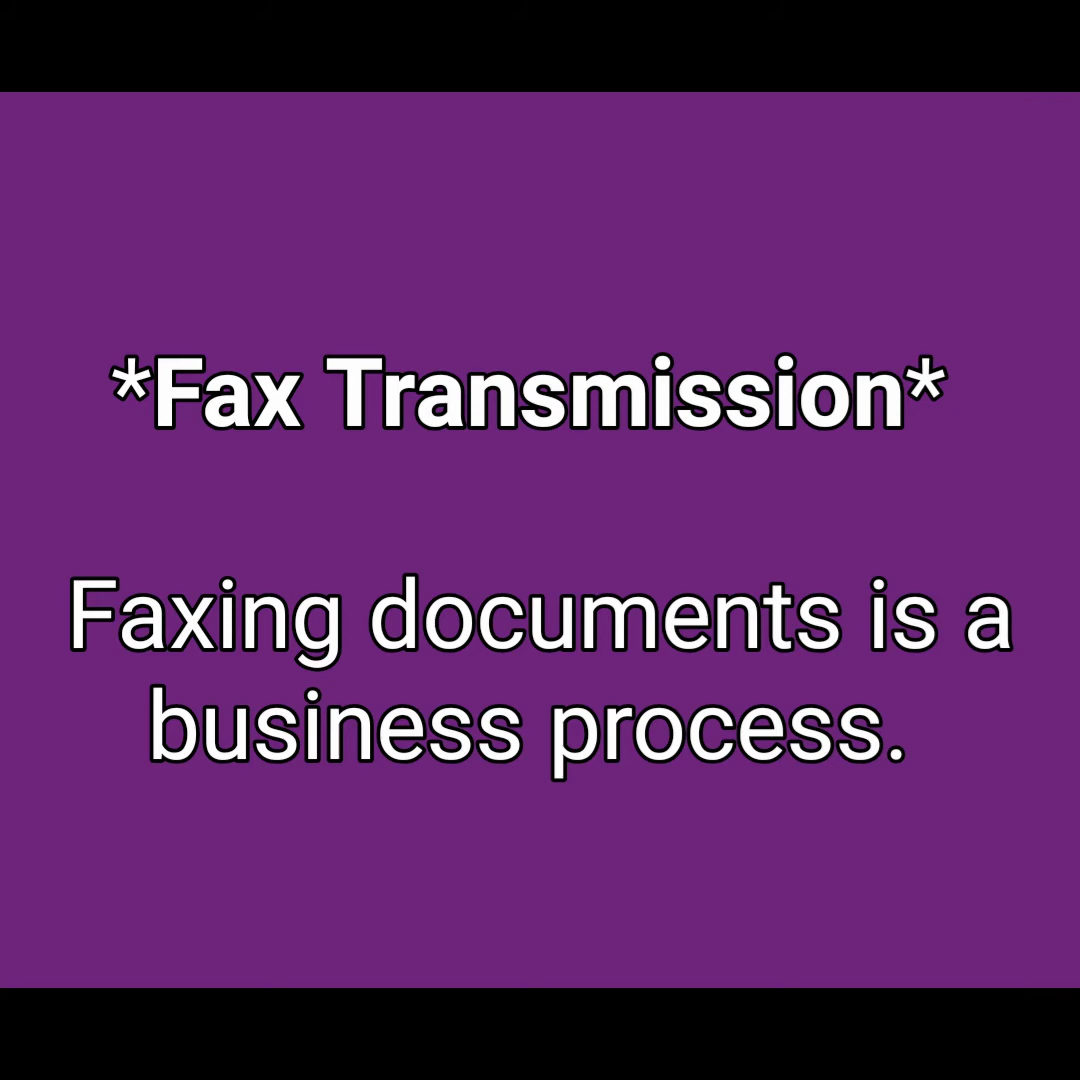 *Fax Transmission*
Faxing documents is a
business process.